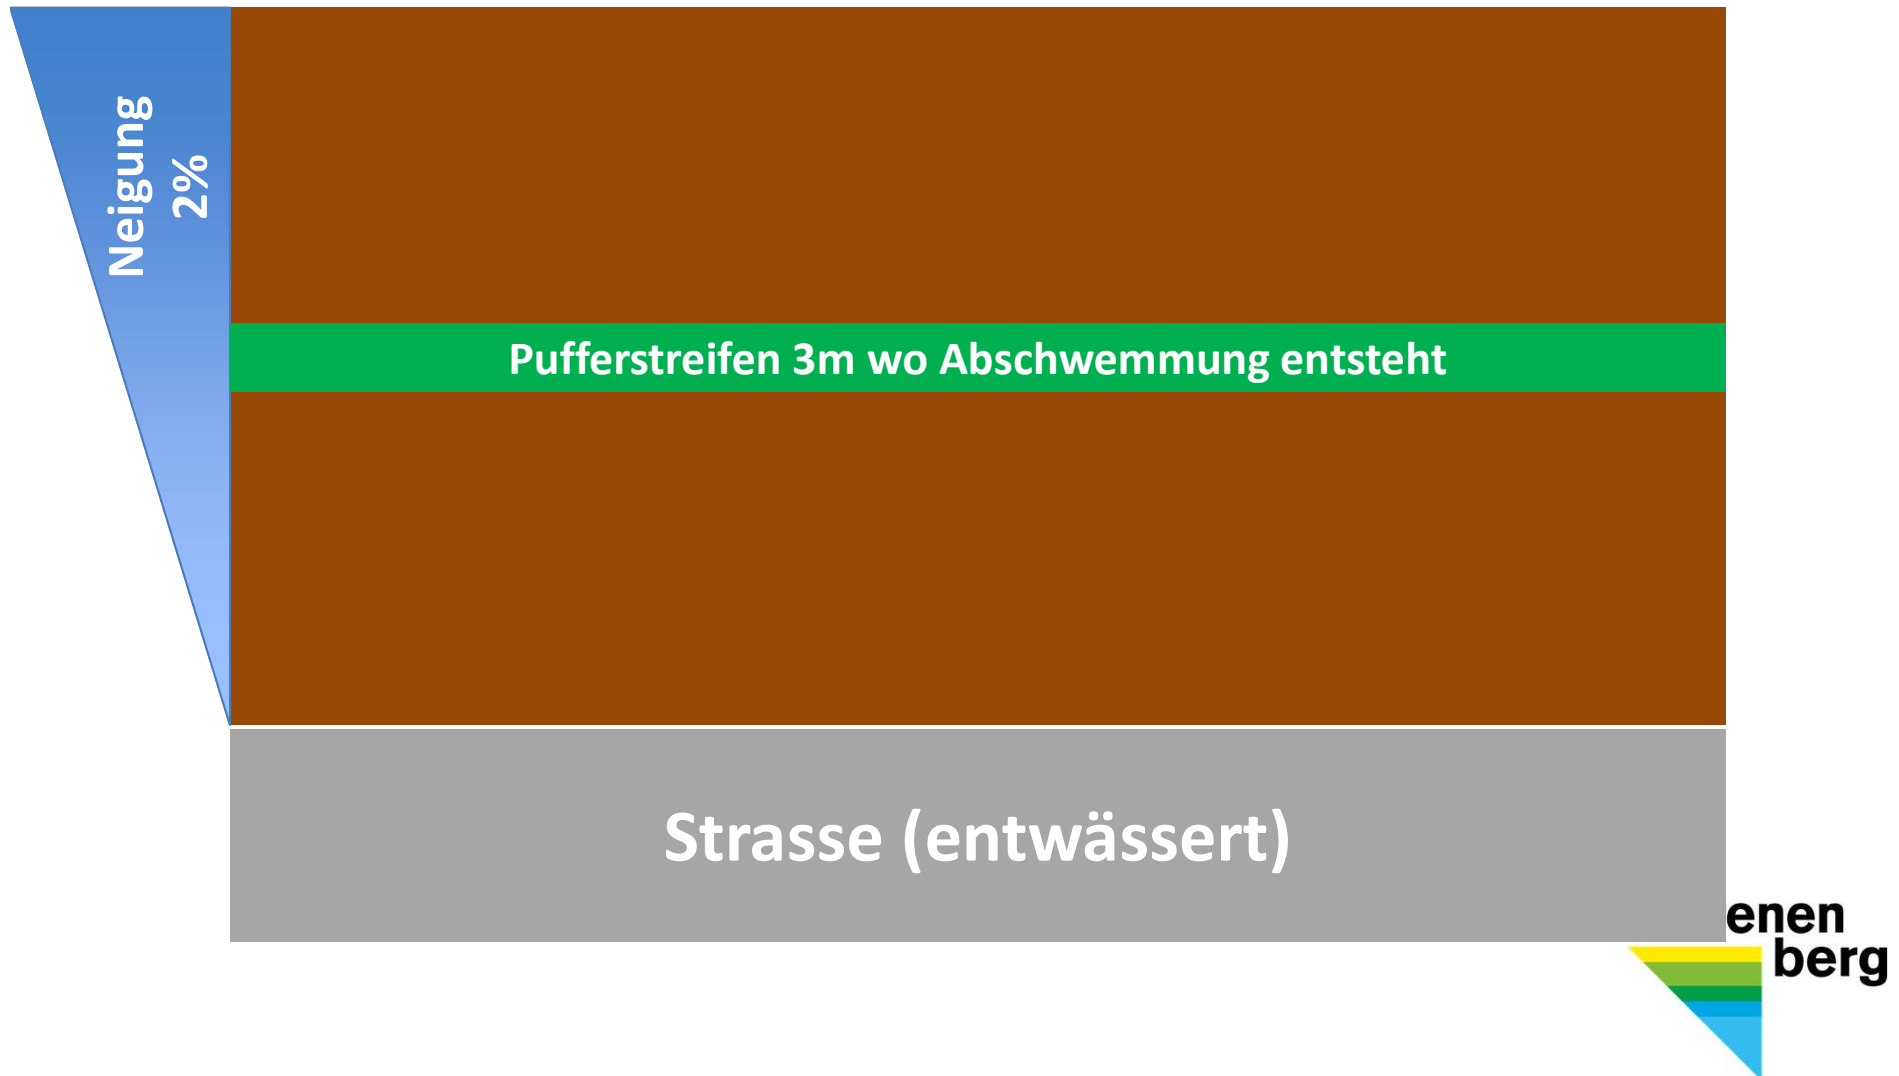 Neigung
2%
Pufferstreifen 3m wo Abschwemmung entsteht
Strasse (entwässert)
enen
berg